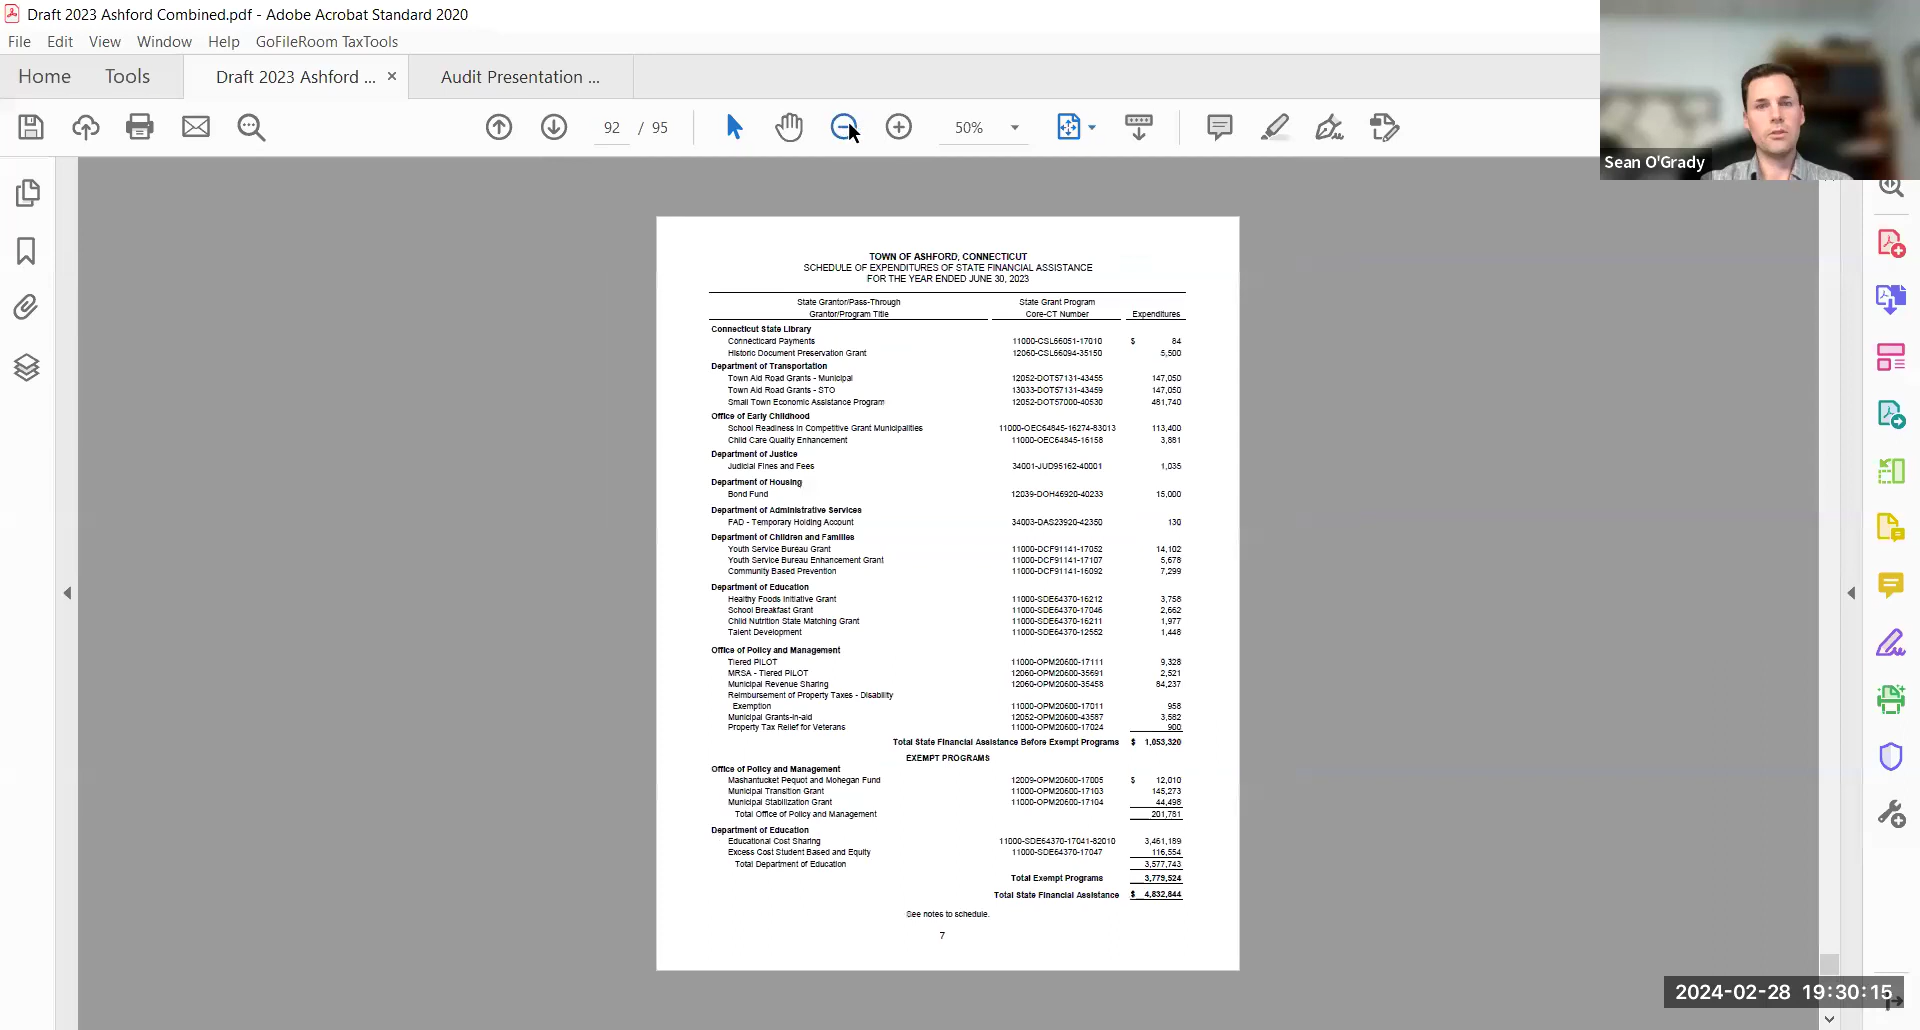 Draft 2023 Ashford Combined.pdf - Adobe Acrobat Standard 2020
File Edit View Window Help GoFileRoom TaxTools
Home Tools Draft 2023 Ashford ... × Audit Presentation ...
92 / 95 50%
Sean O'Grady
TOWN OF ASHFORD, CONNECTICUT
SCHEDULE OF EXPENDITURES OF STATE FINANCIAL ASSISTANCE
FOR THE YEAR ENDED JUNE 30, 2023
State Grantor/Pass-Through State Grant Program
Grantor/Program Title Core-CT Number Expenditures
Connecticut State Library
Connecticard Payments 11000-CSL66051-17010 $ 84
Historic Document Preservation Grant 12060-CSL66094-35150 5,500
Department of Transportation
Town Aid Road Grants - Municipal 12052-DOT57131-43455 147,050
Town Aid Road Grants - STO 13033-DOT57131-43459 147,050
Small Town Economic Assistance Program 12052-DOT57000-40530 481,740
Office of Early Childhood
School Readiness in Competitive Grant Municipalities 11000-OEC64845-16274-83013 113,400
Child Care Quality Enhancement 11000-OEC64845-16158 3,881
Department of Justice
Judicial Fines and Fees 34001-JUD95162-40001 1,035
Department of Housing
Bond Fund 12039-DOH46920-40233 15,000
Department of Administrative Services
FAD - Temporary Holding Account 34003-DAS23920-42350 130
Department of Children and Families
Youth Service Bureau Grant 11000-DCF91141-17052 14,102
Youth Service Bureau Enhancement Grant 11000-DCF91141-17107 5,678
Community Based Prevention 11000-DCF91141-16092 7,299
Department of Education
Healthy Foods Initiative Grant 11000-SDE64370-16212 3,758
School Breakfast Grant 11000-SDE64370-17046 2,662
Child Nutrition State Matching Grant 11000-SDE64370-16211 1,977
Talent Development 11000-SDE64370-12552 1,448
Office of Policy and Management
Tiered PILOT 11000-OPM20600-17111 9,328
MRSA - Tiered PILOT 12060-OPM20600-35691 2,521
Municipal Revenue Sharing 12060-OPM20600-35458 84,237
Reimbursement of Property Taxes - Disability
Exemption 11000-OPM20600-17011 958
Municipal Grants-in-aid 12052-OPM20600-43587 3,582
Property Tax Relief for Veterans 11000-OPM20600-17024 900
Total State Financial Assistance Before Exempt Programs $ 1,053,320
EXEMPT PROGRAMS
Office of Policy and Management
Mashantucket Pequot and Mohegan Fund 12009-OPM20600-17005 $ 12,010
Municipal Transition Grant 11000-OPM20600-17103 145,273
Municipal Stabilization Grant 11000-OPM20600-17104 44,498
Total Office of Policy and Management 201,781
Department of Education
Educational Cost Sharing 11000-SDE64370-17041-82010 3,461,189
Excess Cost Student Based and Equity 11000-SDE64370-17047 116,554
Total Department of Education 3,577,743
Total Exempt Programs 3,779,524
Total State Financial Assistance $ 4,832,844
See notes to schedule.
7
2024-02-28 19:30:15